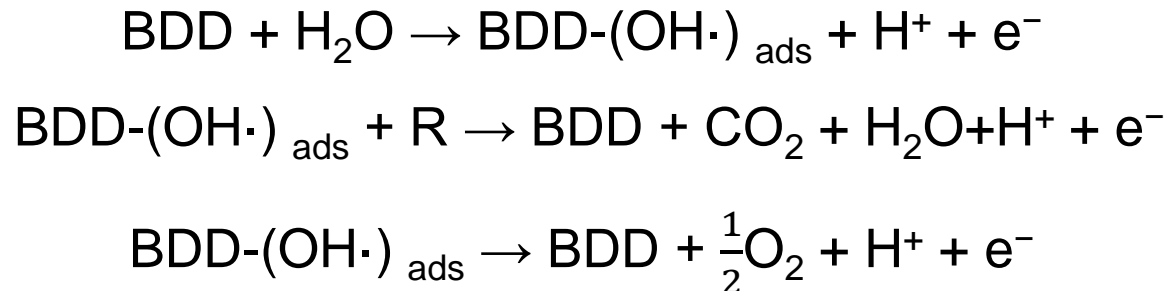 BDD + H₂O → BDD-(OH·) ads + H⁺ + e⁻
BDD-(OH·) ads + R → BDD + CO₂ + H₂O+H⁺ + e⁻
BDD-(OH·) ads → BDD + ½O₂ + H⁺ + e⁻